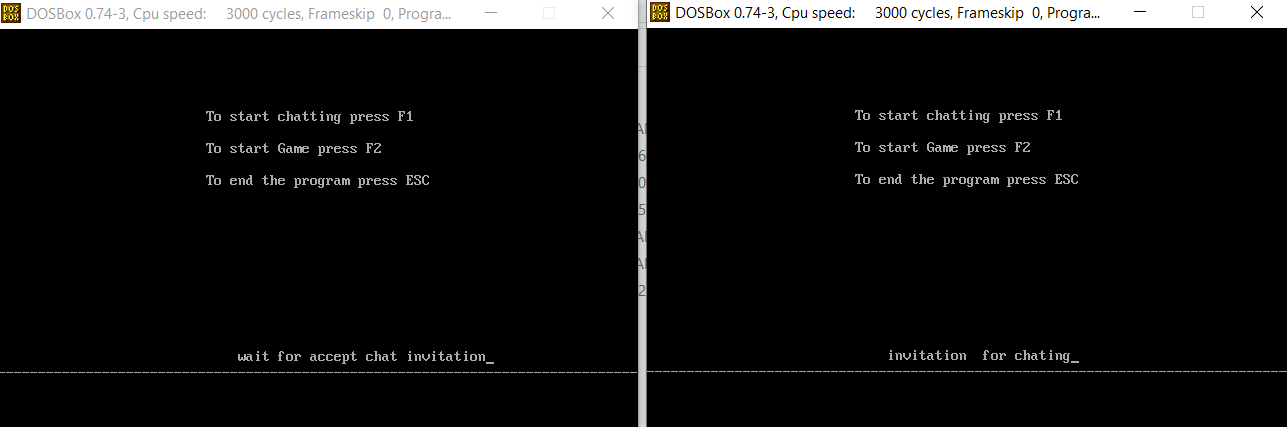 DOSBox 0.74-3, Cpu speed: 3000 cycles, Frameskip 0, Progra...
To start chatting press F1
To start Game press F2
To end the program press ESC
wait for accept chat invitation_
DOSBox 0.74-3, Cpu speed: 3000 cycles, Frameskip 0, Progra...
To start chatting press F1
To start Game press F2
To end the program press ESC
invitation  for chating_